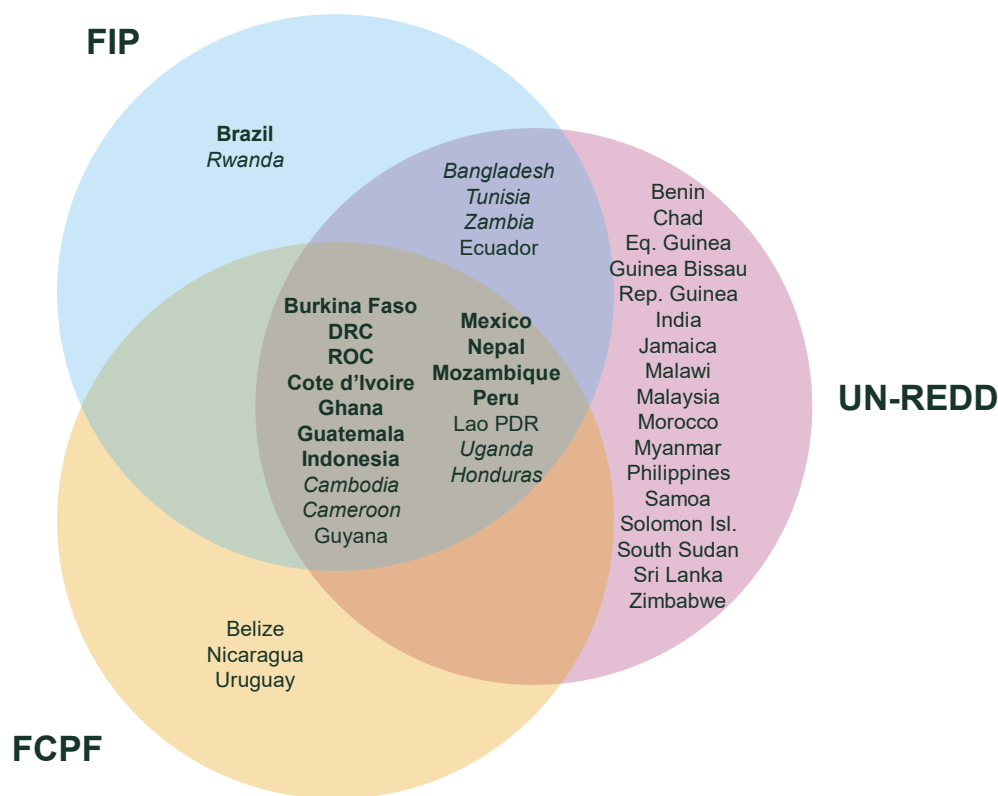 FIP
Brazil
Rwanda
Bangladesh
Tunisia
Zambia
Ecuador
Burkina Faso
DRC
ROC
Cote d’Ivoire
Ghana
Guatemala
Indonesia
Cambodia
Cameroon
Guyana
Mexico
Nepal
Mozambique
Peru
Lao PDR
Uganda
Honduras
Benin
Chad
Eq. Guinea
Guinea Bissau
Rep. Guinea
India
Jamaica
Malawi
Malaysia
Morocco
Myanmar
Philippines
Samoa
Solomon Isl.
South Sudan
Sri Lanka
Zimbabwe
UN-REDD
Belize
Nicaragua
Uruguay
FCPF